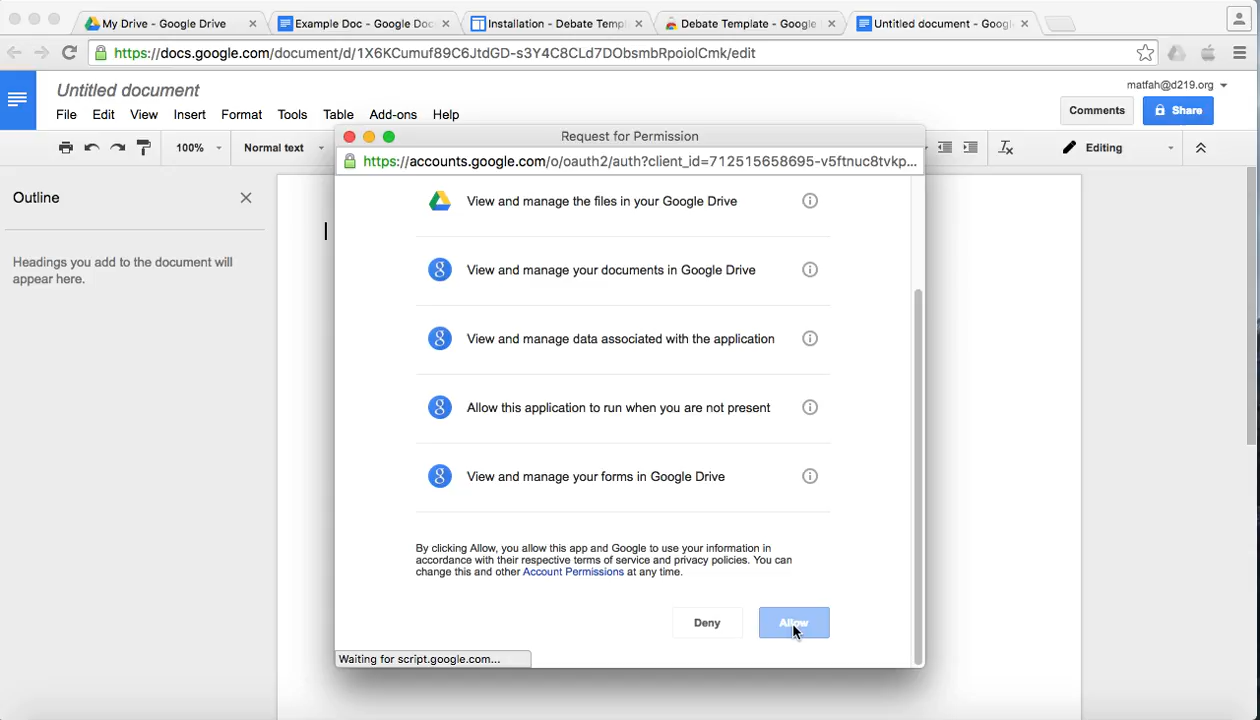 My Drive - Google Drive
Example Doc - Google Doc
Installation - Debate Templ
Debate Template - Google
Untitled document - Googl
https://docs.google.com/document/d/1X6KCumuf89C6JtdGD-s3Y4C8CLd7DObsmbRpoiolCmk/edit
Untitled document
matfah@d219.org
File Edit View Insert Format Tools Table Add-ons Help
Comments
Share
100%
Normal text
Editing
Request for Permission
https://accounts.google.com/o/oauth2/auth?client_id=712515658695-v5ftnuc8tvkp...
Outline
Headings you add to the document will
appear here.
View and manage the files in your Google Drive
View and manage your documents in Google Drive
View and manage data associated with the application
Allow this application to run when you are not present
View and manage your forms in Google Drive
By clicking Allow, you allow this app and Google to use your information in
accordance with their respective terms of service and privacy policies. You can
change this and other Account Permissions at any time.
Deny
Allow
Waiting for script.google.com...